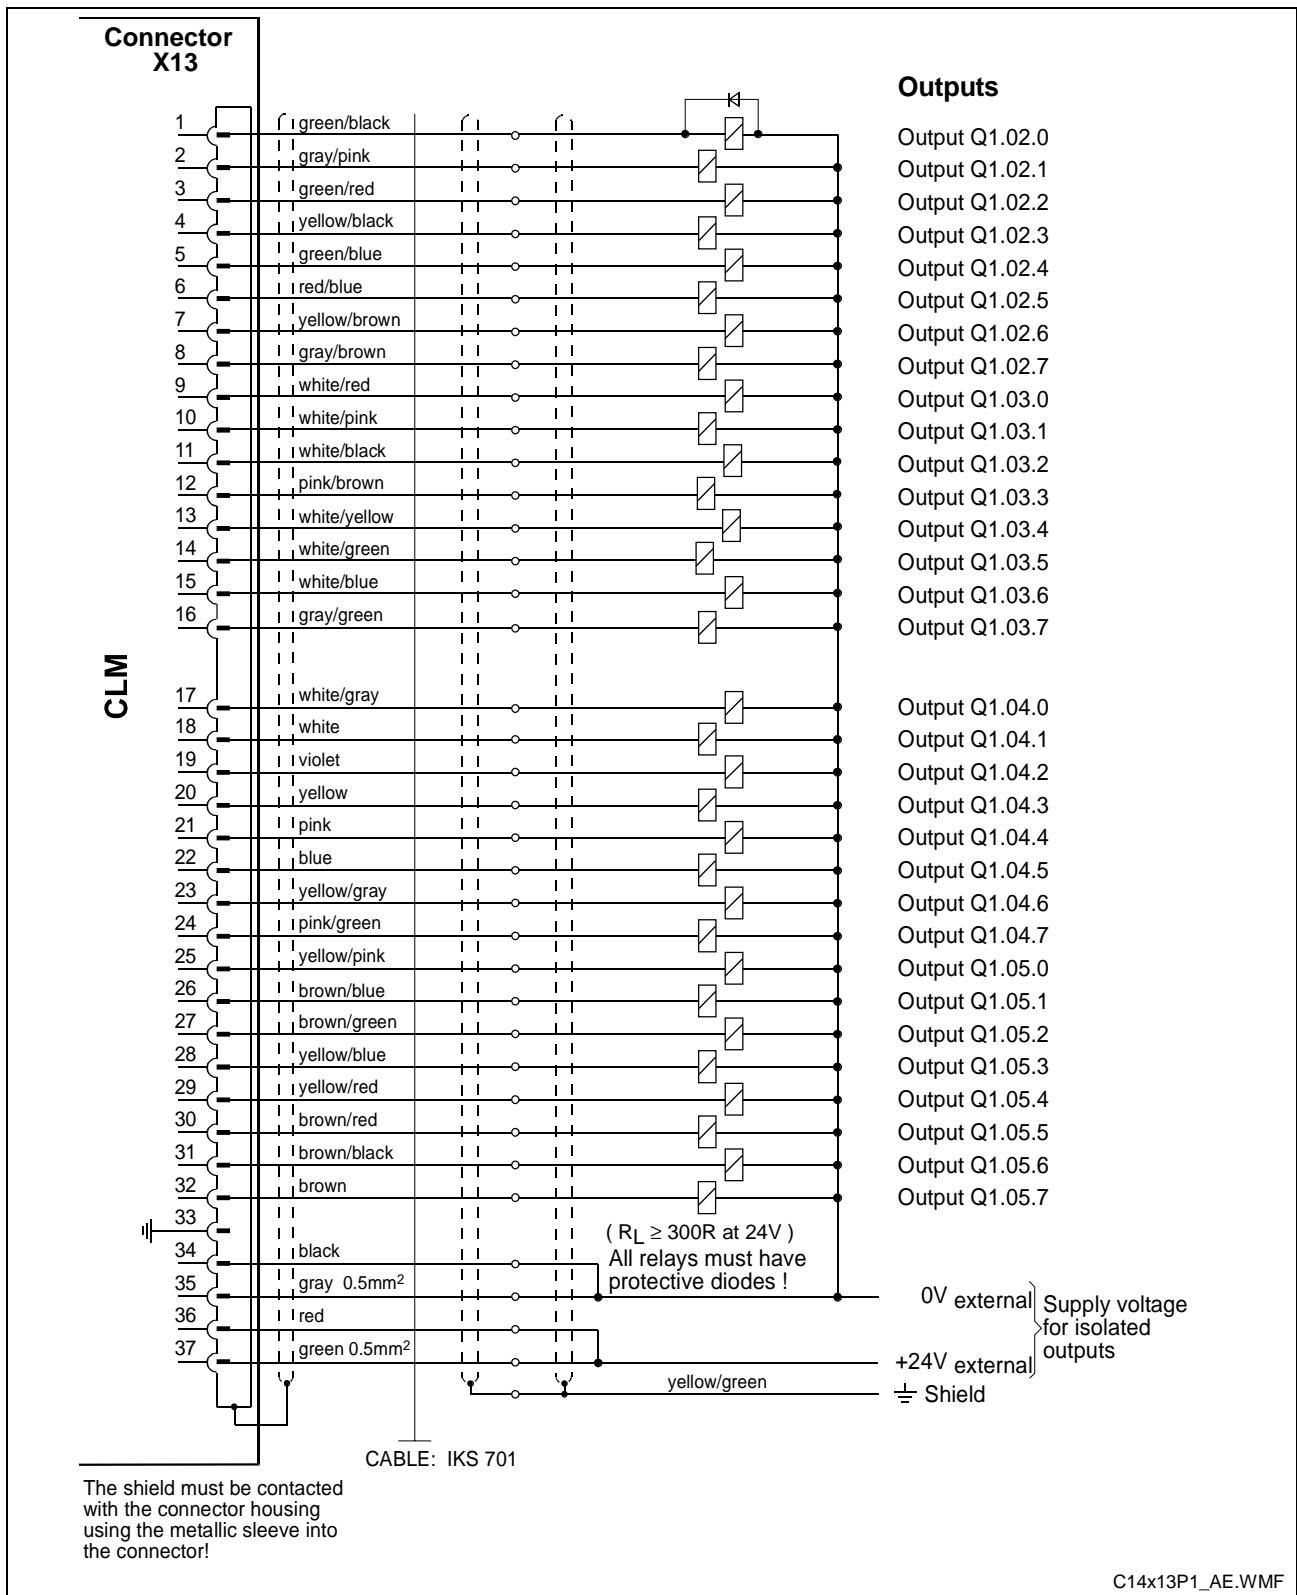 Connector
X13
Outputs
1 green/black Output Q1.02.0
2 gray/pink Output Q1.02.1
3 green/red Output Q1.02.2
4 yellow/black Output Q1.02.3
5 green/blue Output Q1.02.4
6 red/blue Output Q1.02.5
7 yellow/brown Output Q1.02.6
8 gray/brown Output Q1.02.7
9 white/red Output Q1.03.0
10 white/pink Output Q1.03.1
11 white/black Output Q1.03.2
12 pink/brown Output Q1.03.3
13 white/yellow Output Q1.03.4
14 white/green Output Q1.03.5
15 white/blue Output Q1.03.6
16 gray/green Output Q1.03.7
CLM
17 white/gray Output Q1.04.0
18 white Output Q1.04.1
19 violet Output Q1.04.2
20 yellow Output Q1.04.3
21 pink Output Q1.04.4
22 blue Output Q1.04.5
23 yellow/gray Output Q1.04.6
24 pink/green Output Q1.04.7
25 yellow/pink Output Q1.05.0
26 brown/blue Output Q1.05.1
27 brown/green Output Q1.05.2
28 yellow/blue Output Q1.05.3
29 yellow/red Output Q1.05.4
30 brown/red Output Q1.05.5
31 brown/black Output Q1.05.6
32 brown Output Q1.05.7
33
( RL ≥ 300R at 24V )
All relays must have
protective diodes !
34 black
35 gray 0.5mm²
0V external
36 red
37 green 0.5mm²
+24V external
Supply voltage
for isolated
outputs
yellow/green
Shield
CABLE: IKS 701
The shield must be contacted
with the connector housing
using the metallic sleeve into
the connector!
C14x13P1_AE.WMF